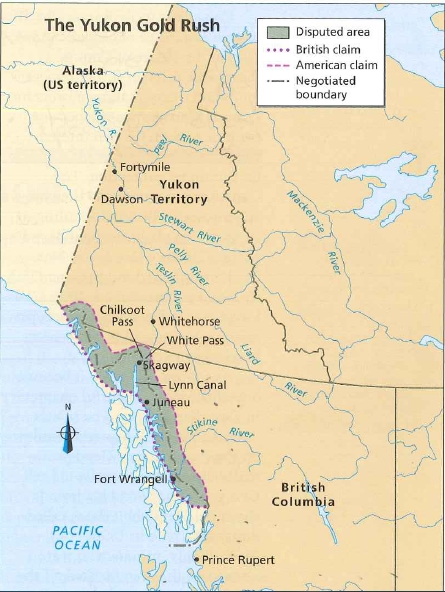 The Yukon Gold Rush
Disputed area
British claim
American claim
Negotiated
boundary
Alaska
(US territory)
Yukon R.
Peel River
Fortymile
Dawson
Yukon
Territory
Mackenzie
River
Stewart River
Pelly River
Teslin River
Chilkoot
Pass
Whitehorse
White Pass
Liard River
Skagway
Lynn Canal
Juneau
N
Stikine River
Fort Wrangell
British
Columbia
PACIFIC
OCEAN
Prince Rupert